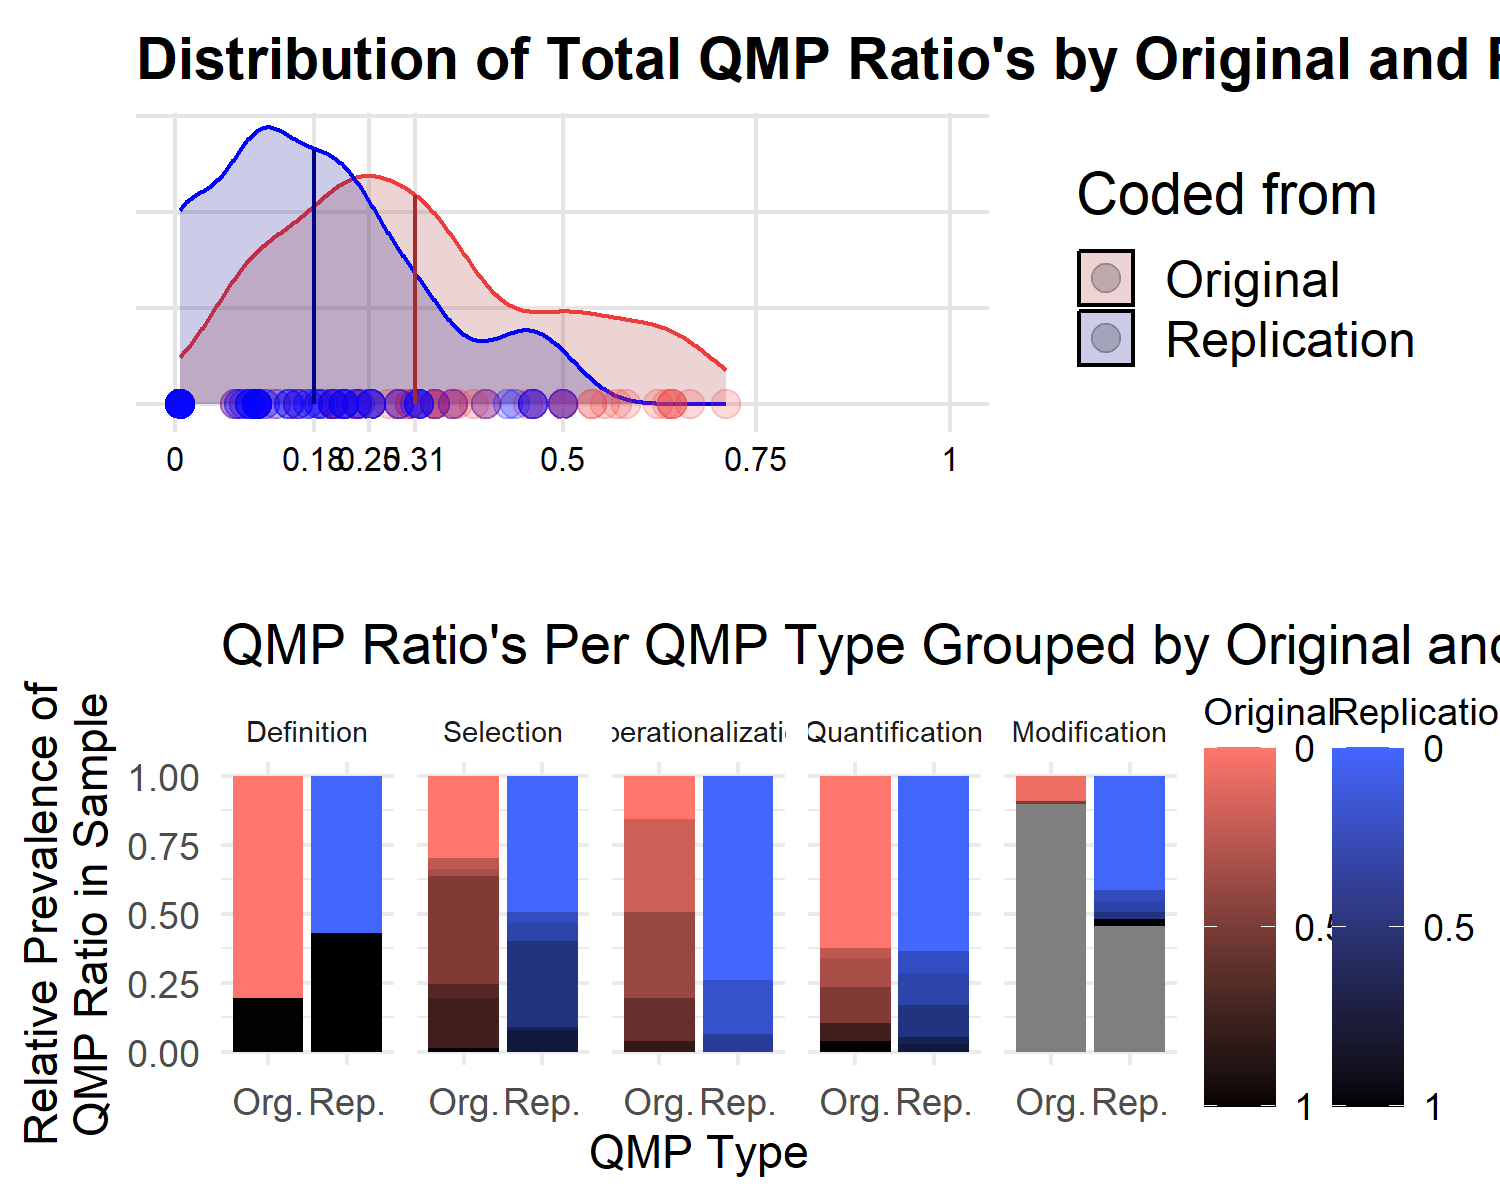 Distribution of Total QMP Ratio's by Original and
Coded from
Original
Replication
0 0.18 0.25 0.31 0.5 0.75 1
QMP Ratio's Per QMP Type Grouped by Original and
Relative Prevalence of
QMP Ratio in Sample
Definition Selection perationalizati Quantification Modification
1.00
0.75
0.50
0.25
0.00
Org. Rep. Org. Rep. Org. Rep. Org. Rep. Org. Rep.
QMP Type
Original Replicatio
0 0
0.5 0.5
1 1